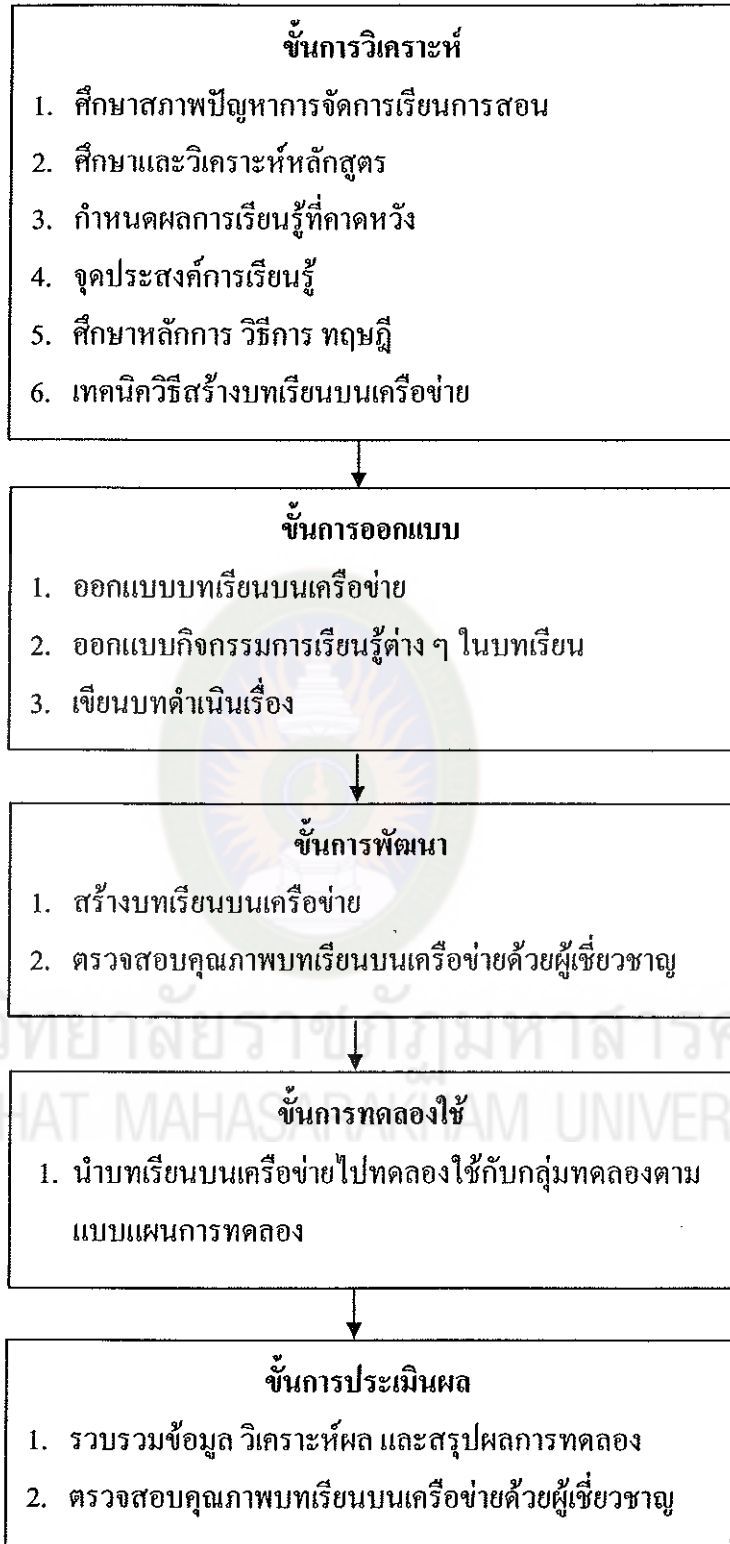 ขั้นการวิเคราะห์
1. ศึกษาสภาพปัญหาการจัดการเรียนการสอน
2. ศึกษาและวิเคราะห์หลักสูตร
3. กำหนดผลการเรียนรู้ที่คาดหวัง
4. จุดประสงค์การเรียนรู้
5. ศึกษาหลักการ วิธีการ ทฤษฎี
6. เทคนิควิธีสร้างบทเรียนบนเครือข่าย
ขั้นการออกแบบ
1. ออกแบบบทเรียนบนเครือข่าย
2. ออกแบบกิจกรรมการเรียนรู้ต่าง ๆ ในบทเรียน
3. เขียนบทดำเนินเรื่อง
ขั้นการพัฒนา
1. สร้างบทเรียนบนเครือข่าย
2. ตรวจสอบคุณภาพบทเรียนบนเครือข่ายด้วยผู้เชี่ยวชาญ
วิทยาลัยราชภัฏมหาสารค
ขั้นการทดลองใช้
HAT MAHASARAKHAM UNIVER
1. นำบทเรียนบนเครือข่ายไปทดลองใช้กับกลุ่มทดลองตาม
แบบแผนการทดลอง
ขั้นการประเมินผล
1. รวบรวมข้อมูล วิเคราะห์ผล และสรุปผลการทดลอง
2. ตรวจสอบคุณภาพบทเรียนบนเครือข่ายด้วยผู้เชี่ยวชาญ